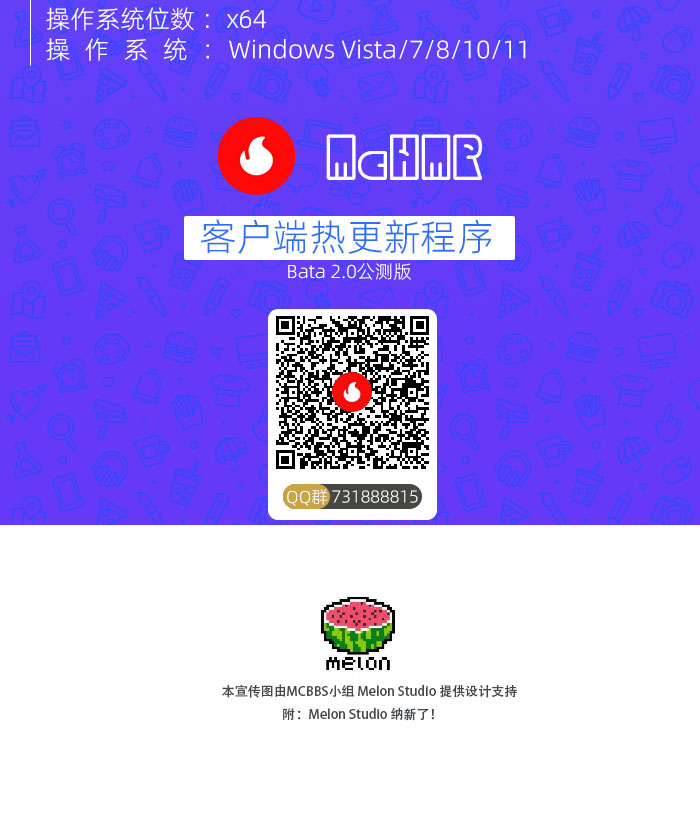 操作系统位数：x64
操作系统：Windows Vista/7/8/10/11
McHMR
客户端热更新程序
Bata 2.0公测版
QQ群 731888815
melon
本宣传图由MCBBS小组 Melon Studio 提供设计支持
附：Melon Studio 纳新了！